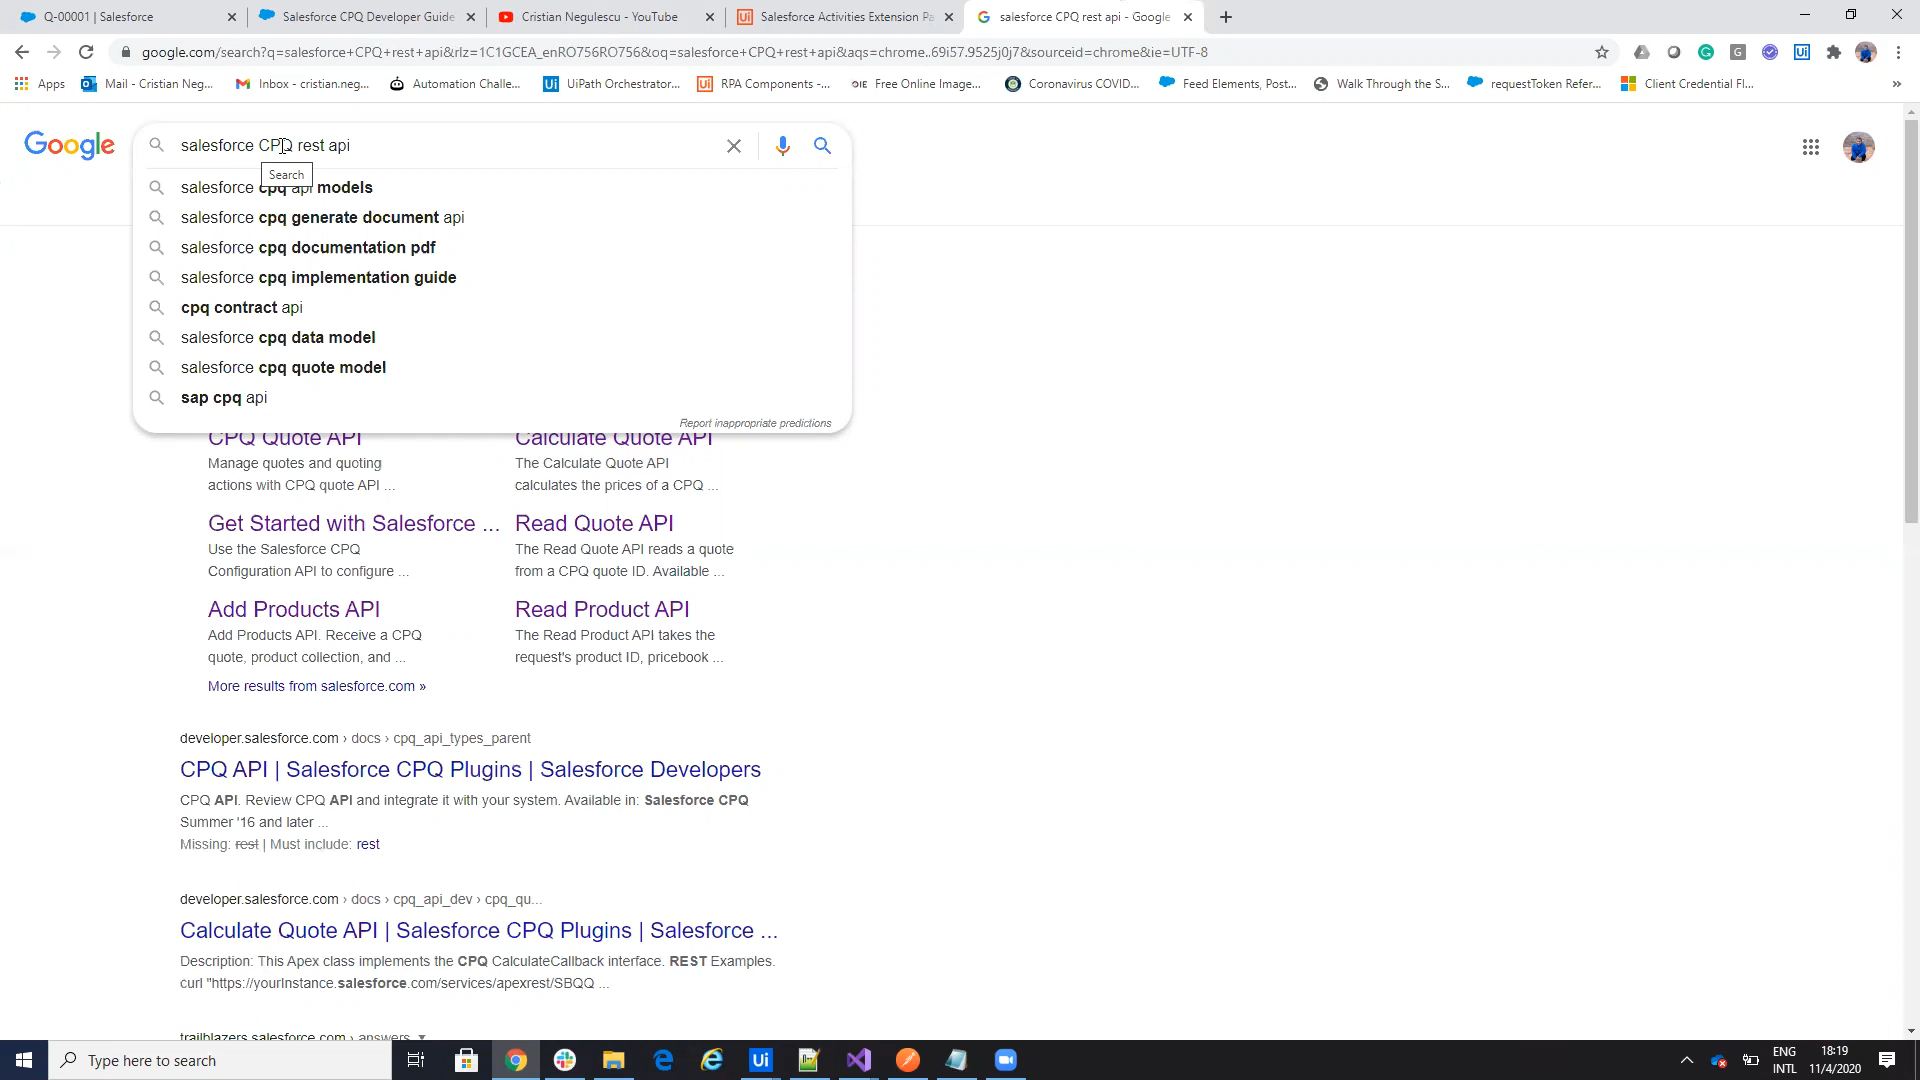 Q-00001 | Salesforce
Salesforce CPQ Developer Guide
Cristian Negulescu - YouTube
Salesforce Activities Extension Pa
salesforce CPQ rest api - Google
google.com/search?q=salesforce+CPQ+rest+api&rlz=1C1GCEA_enRO756RO756&oq=salesforce+CPQ+rest+api&aqs=chrome..69i57.9525j0j7&sourceid=chrome&ie=UTF-8
Apps
Mail - Cristian Neg...
Inbox - cristian.neg...
Automation Challe...
UiPath Orchestrator...
RPA Components -...
Free Online Image...
Coronavirus COVID...
Feed Elements, Post...
Walk Through the S...
requestToken Refer...
Client Credential Fl...
»
Google
salesforce CPQ rest api
Search
salesforce cpq api models
salesforce cpq generate document api
salesforce cpq documentation pdf
salesforce cpq implementation guide
cpq contract api
salesforce cpq data model
salesforce cpq quote model
sap cpq api
Report inappropriate predictions
CPQ Quote API
Manage quotes and quoting
actions with CPQ quote API ...
Calculate Quote API
The Calculate Quote API
calculates the prices of a CPQ ...
Get Started with Salesforce ...
Use the Salesforce CPQ
Configuration API to configure ...
Read Quote API
The Read Quote API reads a quote
from a CPQ quote ID. Available ...
Add Products API
Add Products API. Receive a CPQ
quote, product collection, and ...
Read Product API
The Read Product API takes the
request's product ID, pricebook ...
More results from salesforce.com »
developer.salesforce.com › docs › cpq_api_types_parent
CPQ API | Salesforce CPQ Plugins | Salesforce Developers
CPQ API. Review CPQ API and integrate it with your system. Available in: Salesforce CPQ
Summer '16 and later ...
Missing: rest | Must include: rest
developer.salesforce.com › docs › cpq_api_dev › cpq_qu...
Calculate Quote API | Salesforce CPQ Plugins | Salesforce ...
Description: This Apex class implements the CPQ CalculateCallback interface. REST Examples.
curl "https://yourInstance.salesforce.com/services/apexrest/SBQQ ...
trailblazers.salesforce.com › answers
Type here to search
ENG
INTL
18:19
11/4/2020